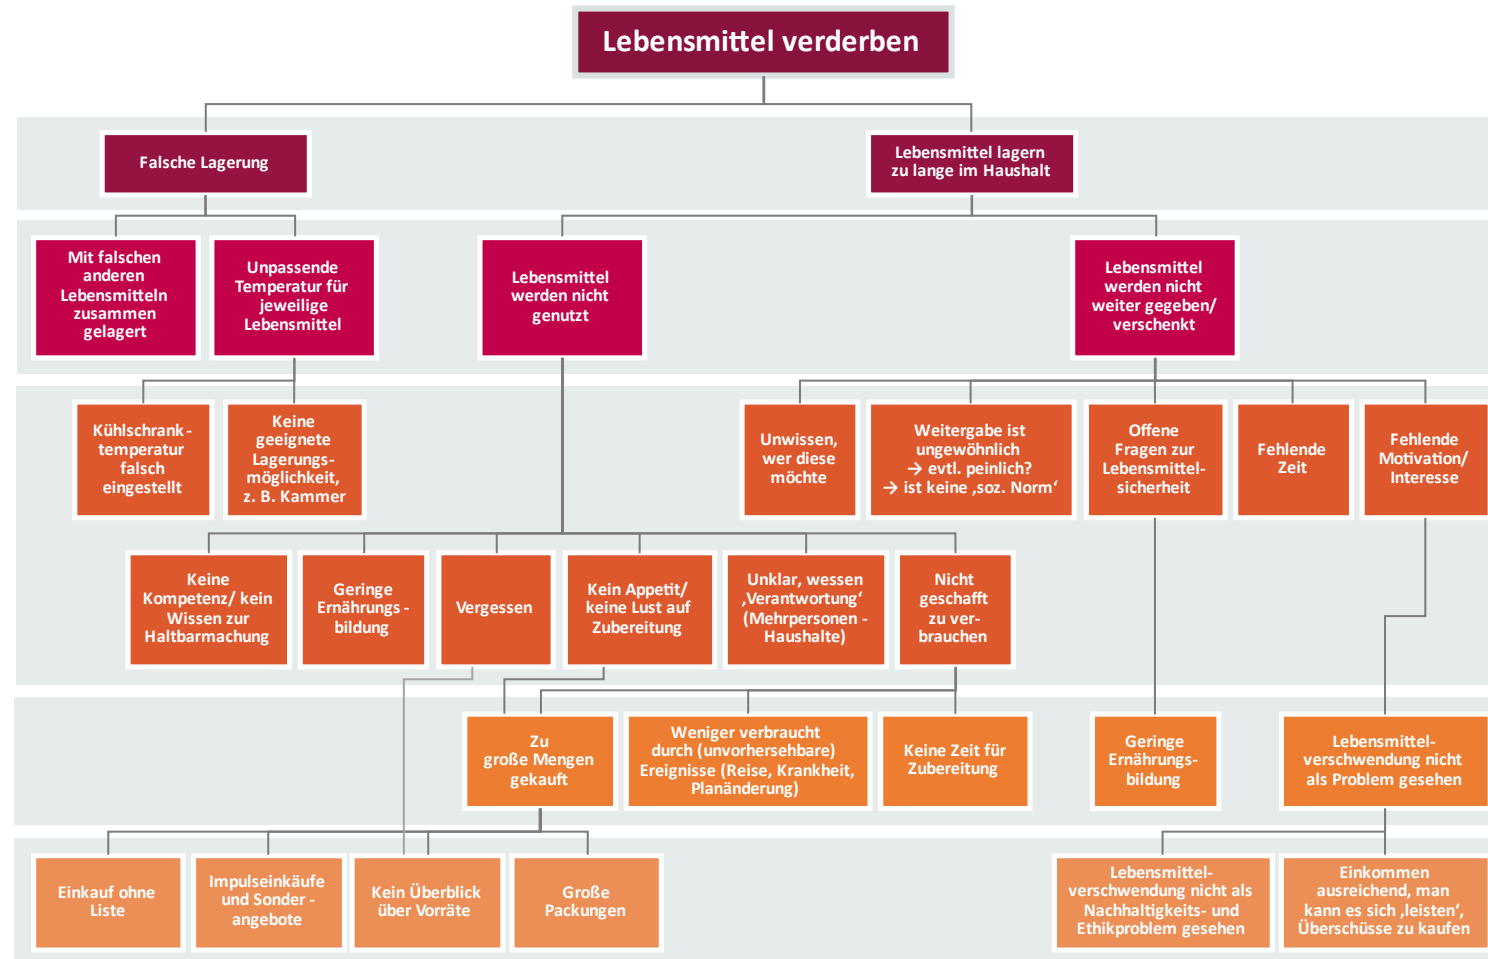 Lebensmittel verderben
Falsche Lagerung
Lebensmittel lagern
zu lange im Haushalt
Mit falschen
anderen
Lebensmitteln
zusammen
gelagert
Unpassende
Temperatur für
jeweilige
Lebensmittel
Lebensmittel
werden nicht
genutzt
Lebensmittel
werden nicht
weiter gegeben/
verschenkt
Kühlschrank -
temperatur
falsch
eingestellt
Keine
geeignete
Lagerungs-
möglichkeit,
z. B. Kammer
Unwissen,
wer diese
möchte
Weitergabe ist
ungewöhnlich
→ evtl. peinlich?
→ ist keine ‚soz. Norm‘
Offene
Fragen zur
Lebensmittel-
sicherheit
Fehlende
Zeit
Fehlende
Motivation/
Interesse
Keine
Kompetenz/ kein
Wissen zur
Haltbarmachung
Geringe
Ernährungs -
bildung
Vergessen
Kein Appetit/
keine Lust auf
Zubereitung
Unklar, wessen
‚Verantwortung‘
(Mehrpersonen -
Haushalte)
Nicht
geschafft
zu ver-
brauchen
Zu
große Mengen
gekauft
Weniger verbraucht
durch (unvorhersehbare)
Ereignisse (Reise, Krankheit,
Planänderung)
Keine Zeit für
Zubereitung
Geringe
Ernährungs-
bildung
Lebensmittel-
verschwendung nicht
als Problem gesehen
Einkauf ohne
Liste
Impulseinkäufe
und Sonder -
angebote
Kein Überblick
über Vorräte
Große
Packungen
Lebensmittel-
verschwendung nicht als
Nachhaltigkeits- und
Ethikproblem gesehen
Einkommen
ausreichend, man
kann es sich ‚leisten‘,
Überschüsse zu kaufen